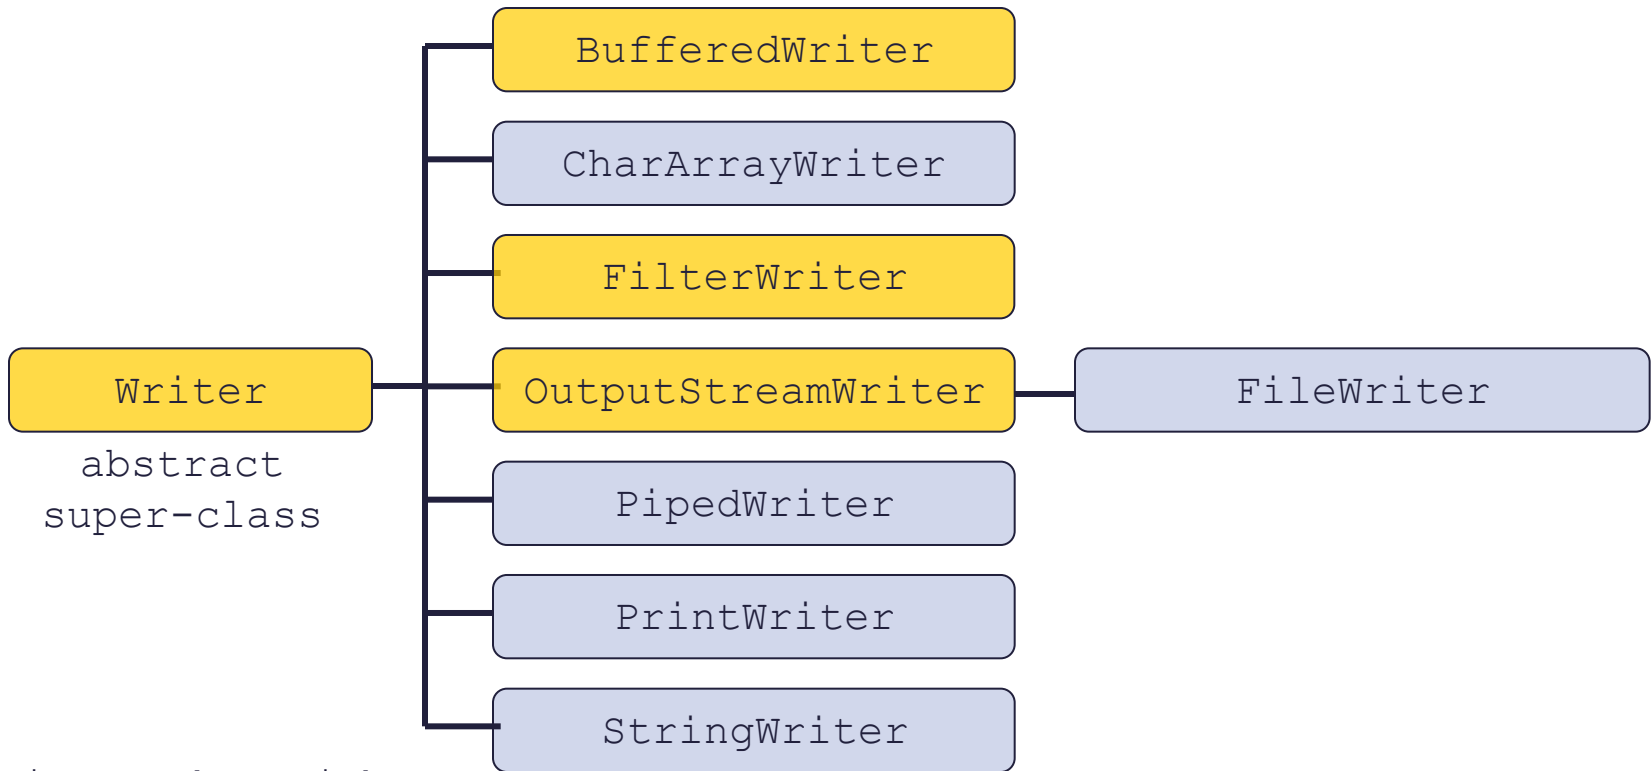 BufferedWriter
CharArrayWriter
FilterWriter
Writer
OutputStreamWriter
FileWriter
abstract
super-class
PipedWriter
PrintWriter
StringWriter